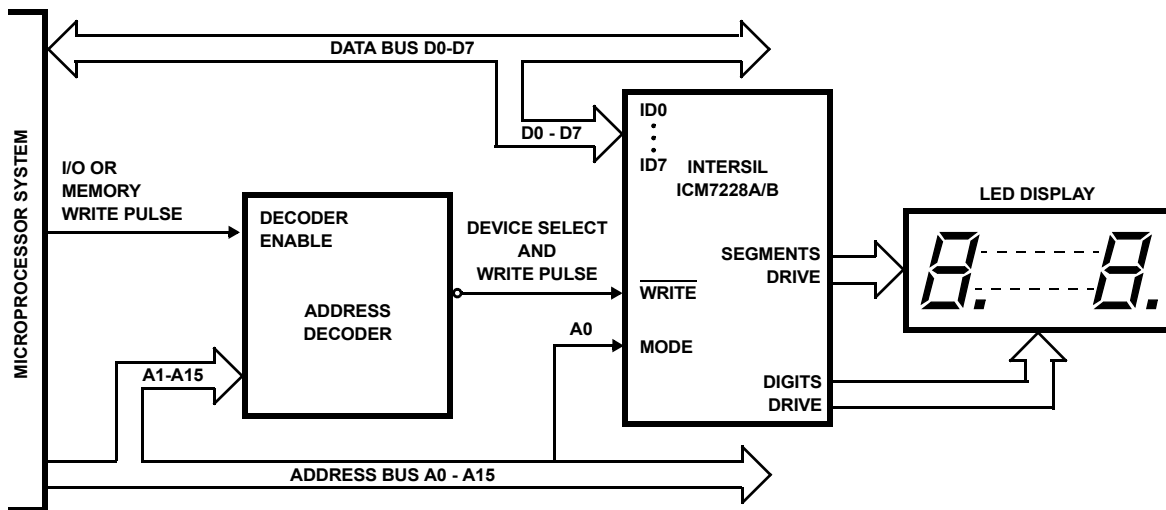 DATA BUS D0-D7
D0 - D7
MICROPROCESSOR SYSTEM
I/O OR
MEMORY
WRITE PULSE
DECODER
ENABLE
ADDRESS
DECODER
A1-A15
DEVICE SELECT
AND
WRITE PULSE
A0
ID0
ID7
INTERSIL
ICM7228A/B
WRITE
MODE
SEGMENTS
DRIVE
DIGITS
DRIVE
LED DISPLAY
8. 8.
ADDRESS BUS A0 - A15